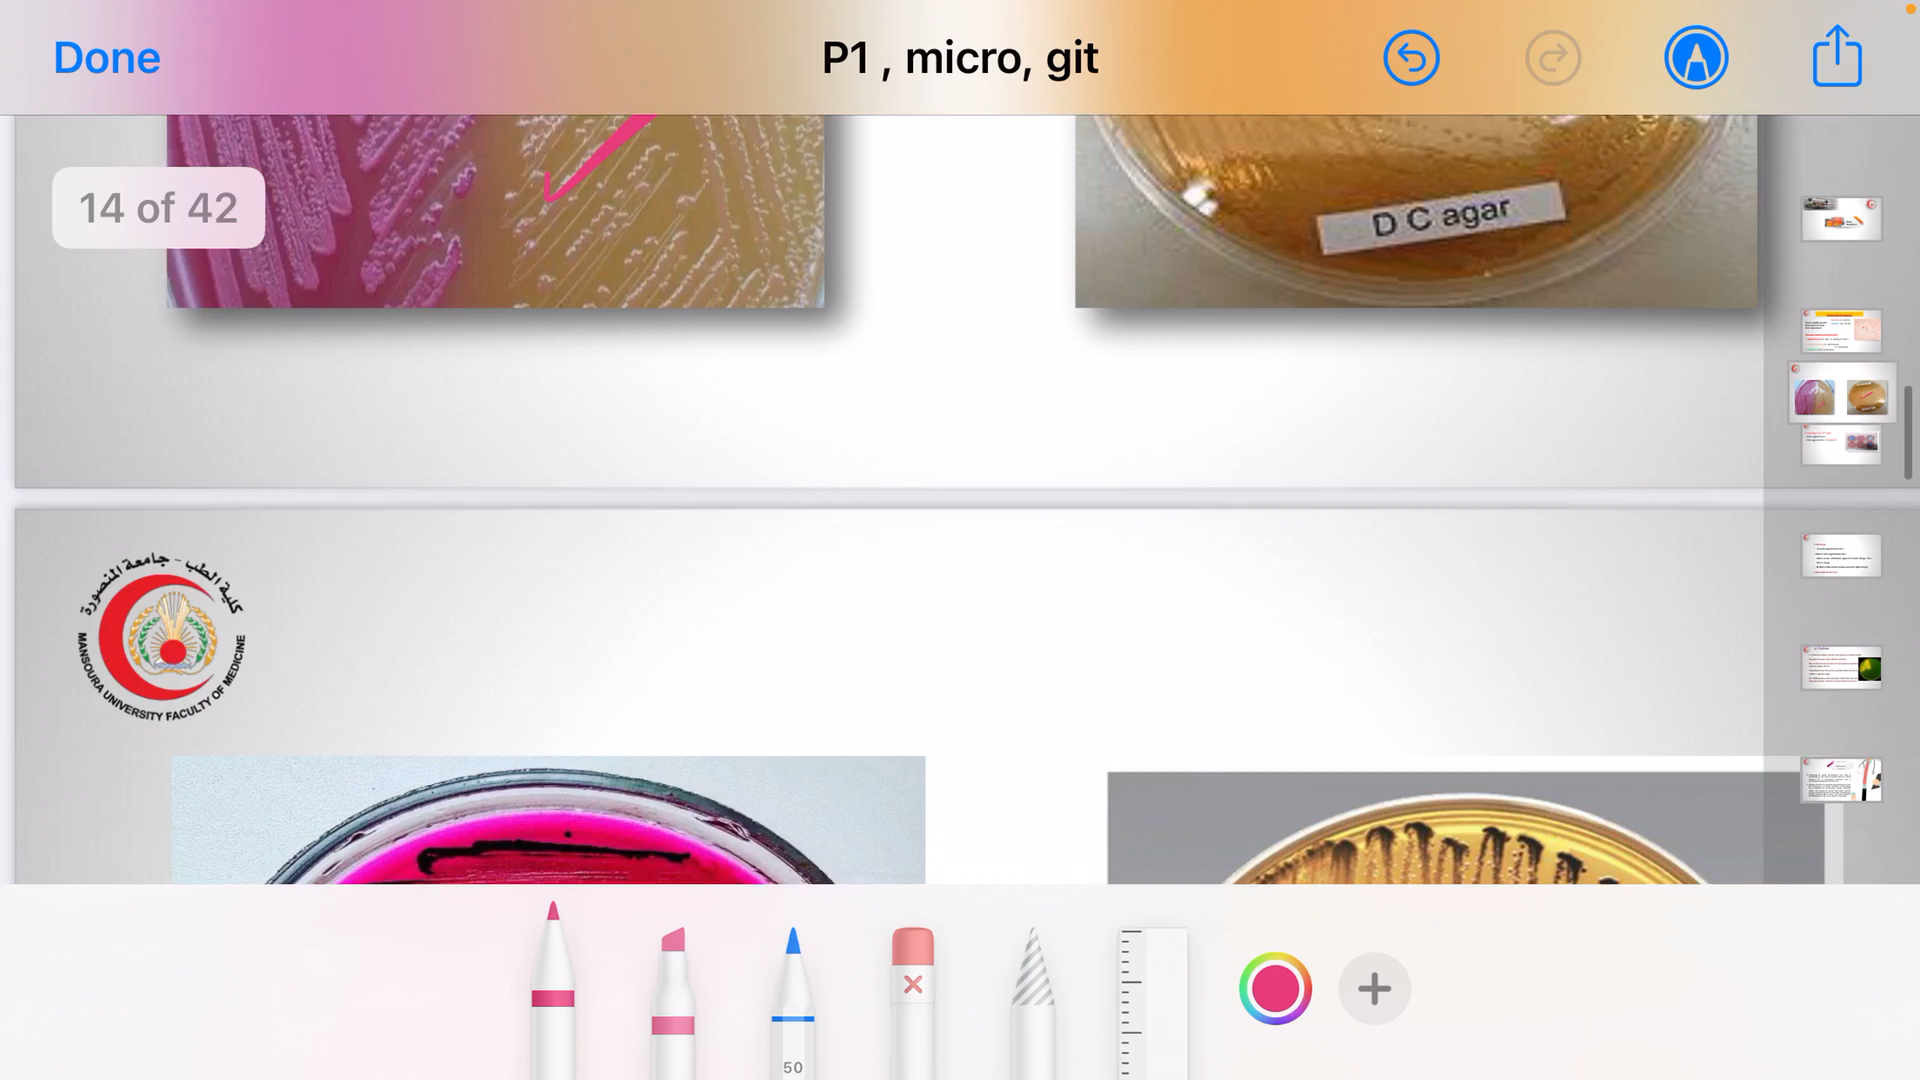 Done
P1 , micro, git
14 of 42
D C agar
كلية الطب - جامعة المنصورة
MANSOURA UNIVERSITY FACULTY OF MEDICINE
50